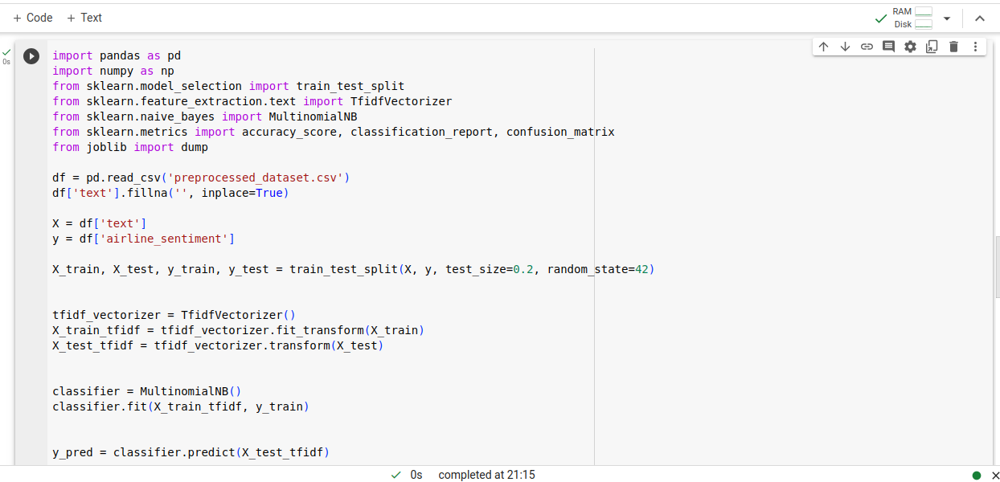 + Code + Text
RAM
Disk
0s
import pandas as pd
import numpy as np
from sklearn.model_selection import train_test_split
from sklearn.feature_extraction.text import TfidfVectorizer
from sklearn.naive_bayes import MultinomialNB
from sklearn.metrics import accuracy_score, classification_report, confusion_matrix
from joblib import dump
df = pd.read_csv('preprocessed_dataset.csv')
df['text'].fillna('', inplace=True)
X = df['text']
y = df['airline_sentiment']
X_train, X_test, y_train, y_test = train_test_split(X, y, test_size=0.2, random_state=42)
tfidf_vectorizer = TfidfVectorizer()
X_train_tfidf = tfidf_vectorizer.fit_transform(X_train)
X_test_tfidf = tfidf_vectorizer.transform(X_test)
classifier = MultinomialNB()
classifier.fit(X_train_tfidf, y_train)
y_pred = classifier.predict(X_test_tfidf)
0s completed at 21:15